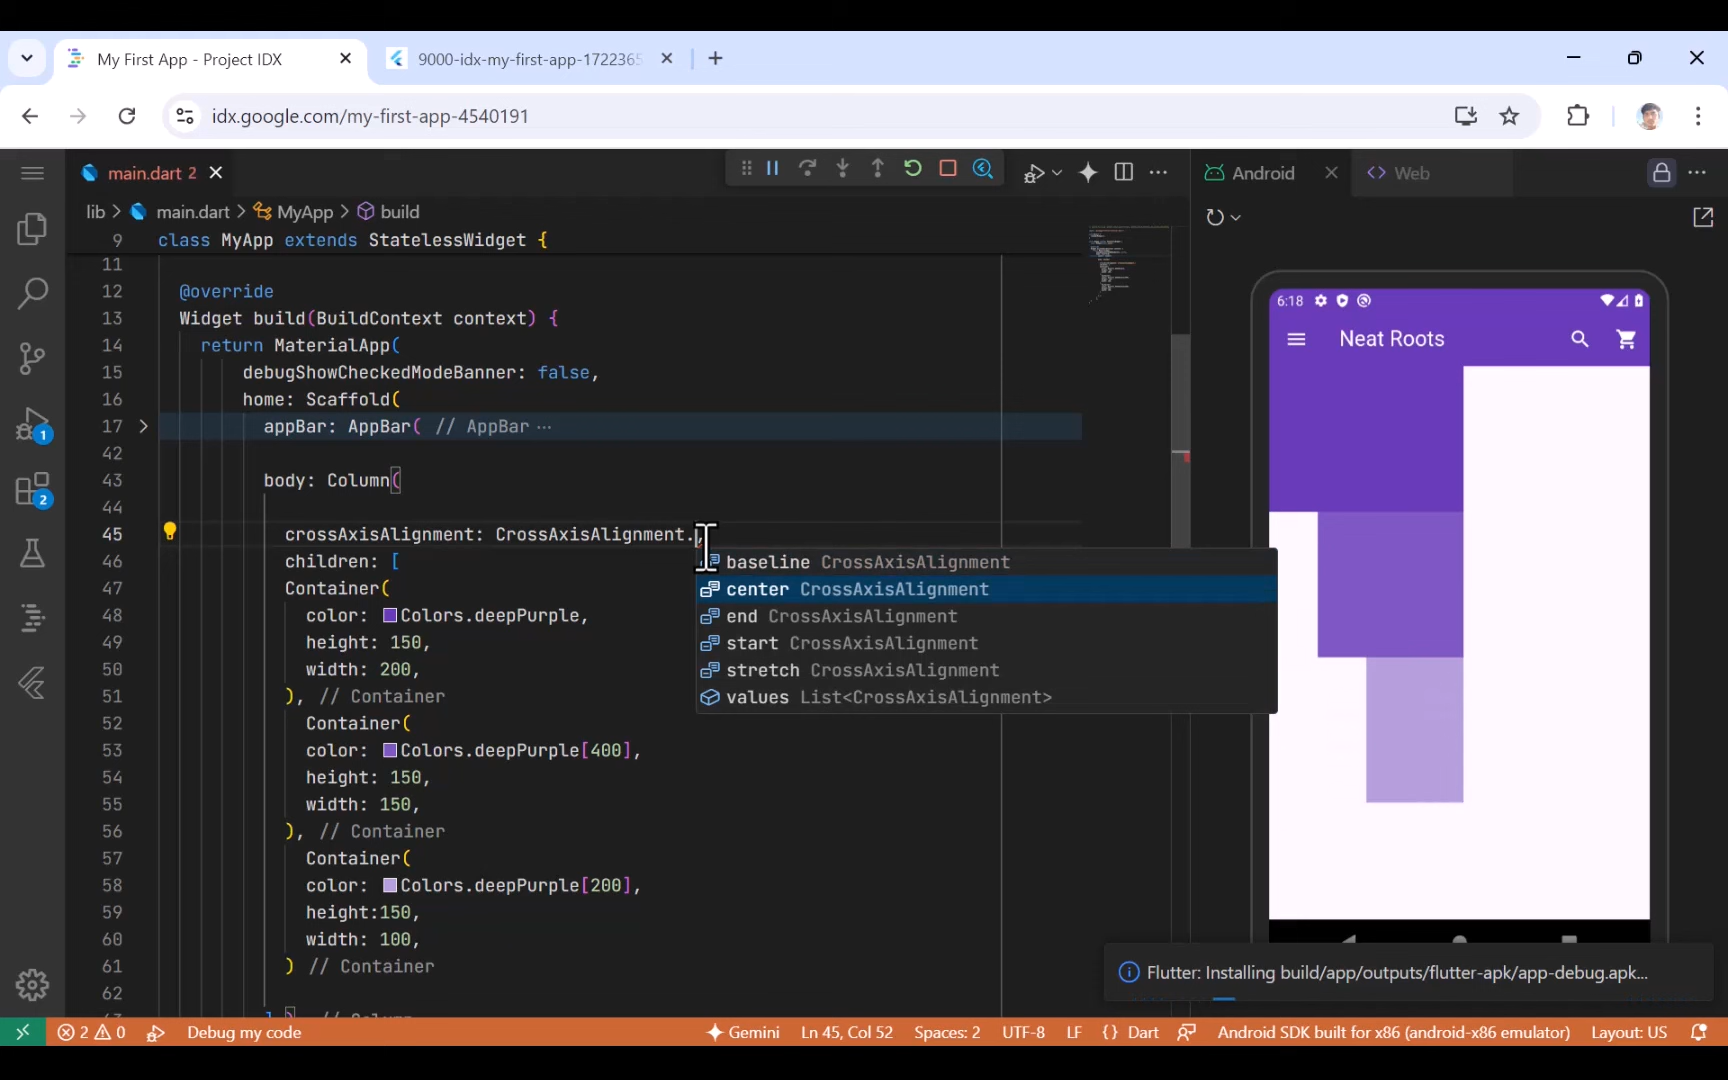 My First App - Project IDX
9000-idx-my-first-app-1722365
idx.google.com/my-first-app-4540191
main.dart 2
Android
Web
lib > main.dart > MyApp > build
9 class MyApp extends StatelessWidget {
11
12 @override
13 Widget build(BuildContext context) {
14 return MaterialApp(
15 debugShowCheckedModeBanner: false,
16 home: Scaffold(
17 appBar: AppBar( // AppBar ···
42
43 body: Column(
44
45 crossAxisAlignment: CrossAxisAlignment.,
46 children: [
47 Container(
48 color: Colors.deepPurple,
49 height: 150,
50 width: 200,
51 ), // Container
52 Container(
53 color: Colors.deepPurple[400],
54 height: 150,
55 width: 150,
56 ), // Container
57 Container(
58 color: Colors.deepPurple[200],
59 height:150,
60 width: 100,
61 ) // Container
62
baseline CrossAxisAlignment
center CrossAxisAlignment
end CrossAxisAlignment
start CrossAxisAlignment
stretch CrossAxisAlignment
values List<CrossAxisAlignment>
6:18
Neat Roots
1
2
Flutter: Installing build/app/outputs/flutter-apk/app-debug.apk...
2 0 Debug my code
Gemini Ln 45, Col 52 Spaces: 2 UTF-8 LF {} Dart Android SDK built for x86 (android-x86 emulator) Layout: US